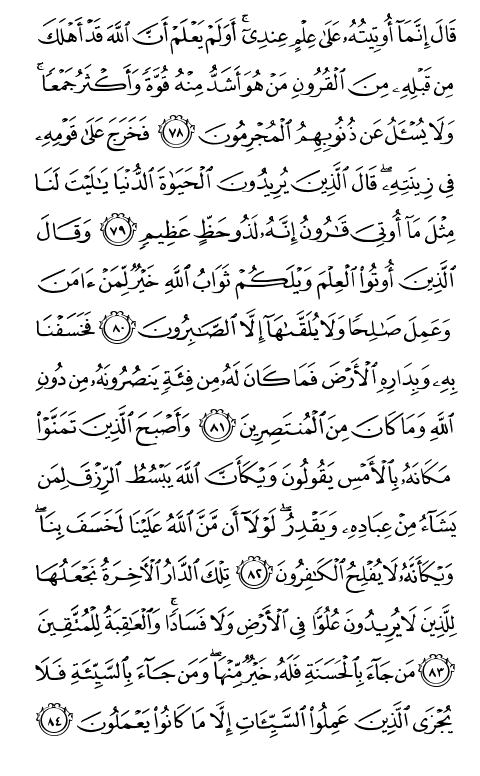 قَالَ إِنَّمَآ أُوتِيتُهُۥ عَلَىٰ عِلۡمٍ عِندِيٓۚ أَوَلَمۡ يَعۡلَمۡ أَنَّ ٱللَّهَ قَدۡ أَهۡلَكَ
مِن قَبۡلِهِۦ مِنَ ٱلۡقُرُونِ مَنۡ هُوَ أَشَدُّ مِنۡهُ قُوَّةٗ وَأَكۡثَرُ جَمۡعٗاۚ
وَلَا يُسۡـَٔلُ عَن ذُنُوبِهِمُ ٱلۡمُجۡرِمُونَ ٧٨ فَخَرَجَ عَلَىٰ قَوۡمِهِۦ
فِي زِينَتِهِۦۖ قَالَ ٱلَّذِينَ يُرِيدُونَ ٱلۡحَيَوٰةَ ٱلدُّنۡيَا يَٰلَيۡتَ لَنَا
مِثۡلَ مَآ أُوتِيَ قَٰرُونُ إِنَّهُۥ لَذُو حَظٍّ عَظِيمٖ ٧٩ وَقَالَ
ٱلَّذِينَ أُوتُواْ ٱلۡعِلۡمَ وَيۡلَكُمۡ ثَوَابُ ٱللَّهِ خَيۡرٞ لِّمَنۡ ءَامَنَ
وَعَمِلَ صَٰلِحٗا وَلَا يُلَقَّىٰهَآ إِلَّا ٱلصَّٰبِرُونَ ٨٠ فَخَسَفۡنَا
بِهِۦ وَبِدَارِهِ ٱلۡأَرۡضَ فَمَا كَانَ لَهُۥ مِن فِئَةٖ يَنصُرُونَهُۥ مِن دُونِ
ٱللَّهِ وَمَا كَانَ مِنَ ٱلۡمُنتَصِرِينَ ٨١ وَأَصۡبَحَ ٱلَّذِينَ تَمَنَّوۡاْ
مَكَانَهُۥ بِٱلۡأَمۡسِ يَقُولُونَ وَيۡكَأَنَّ ٱللَّهَ يَبۡسُطُ ٱلرِّزۡقَ لِمَن
يَشَآءُ مِنۡ عِبَادِهِۦ وَيَقۡدِرُۖ لَوۡلَآ أَن مَّنَّ ٱللَّهُ عَلَيۡنَا لَخَسَفَ بِنَاۖ
وَيۡكَأَنَّهُۥ لَا يُفۡلِحُ ٱلۡكَٰفِرُونَ ٨٢ تِلۡكَ ٱلدَّارُ ٱلۡأٓخِرَةُ نَجۡعَلُهَا
لِلَّذِينَ لَا يُرِيدُونَ عُلُوّٗا فِي ٱلۡأَرۡضِ وَلَا فَسَادٗاۚ وَٱلۡعَٰقِبَةُ لِلۡمُتَّقِينَ
٨٣ مَن جَآءَ بِٱلۡحَسَنَةِ فَلَهُۥ خَيۡرٞ مِّنۡهَاۖ وَمَن جَآءَ بِٱلسَّيِّئَةِ فَلَا
يُجۡزَى ٱلَّذِينَ عَمِلُواْ ٱلسَّيِّـَٔاتِ إِلَّا مَا كَانُواْ يَعۡمَلُونَ ٨٤